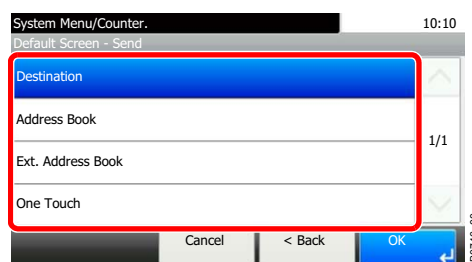 System Menu/Counter. 10:10
Default Screen - Send
Destination
Address Book
1/1
Ext. Address Book
One Touch
Cancel < Back OK